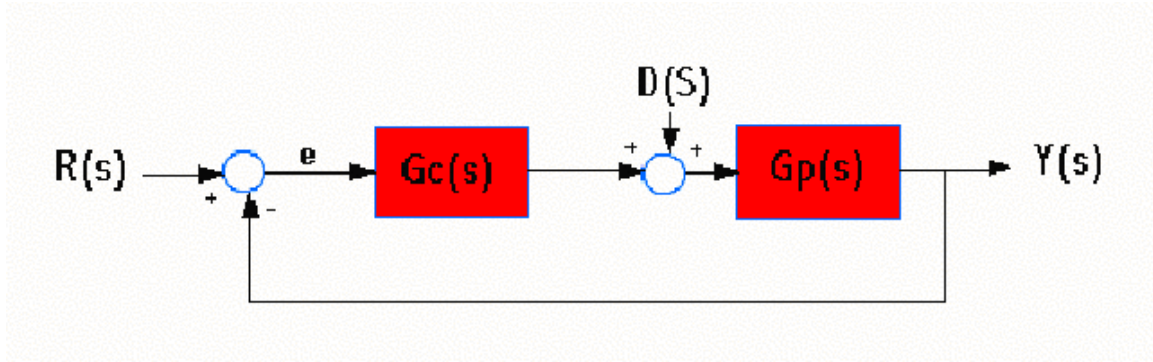 D(S)
R(s)
+
-
e
Gc(s)
+
+
Gp(s)
Y(s)